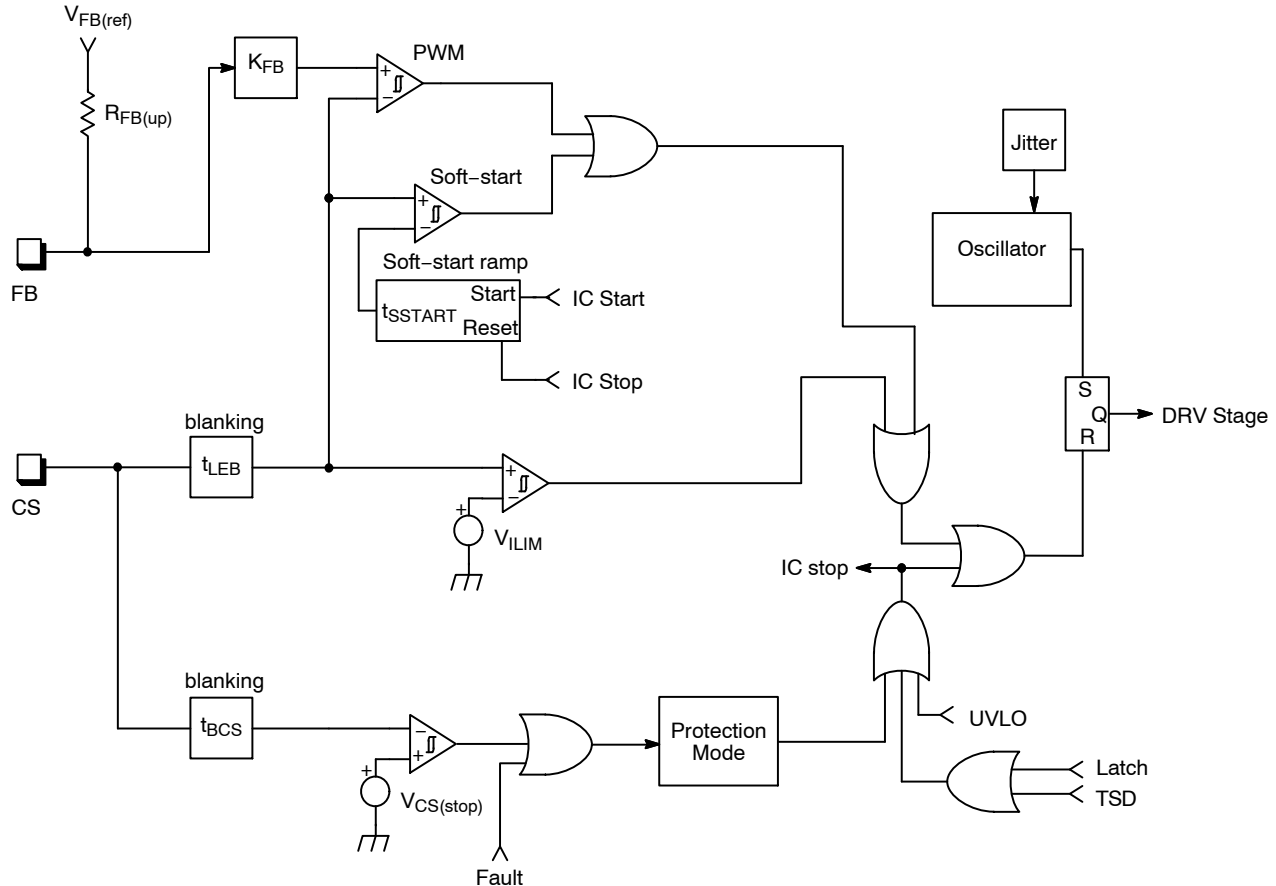 VFB(ref)
KFB
+
−
PWM
RFB(up)
Jitter
Soft−start
+
−
Oscillator
FB
Soft−start ramp
tSSTART
Start
Reset
IC Start
IC Stop
S
Q
R
DRV Stage
blanking
tLEB
CS
+
−
+
VILIM
IC stop
blanking
tBCS
−
+
+
VCS(stop)
Protection
Mode
UVLO
Latch
TSD
Fault